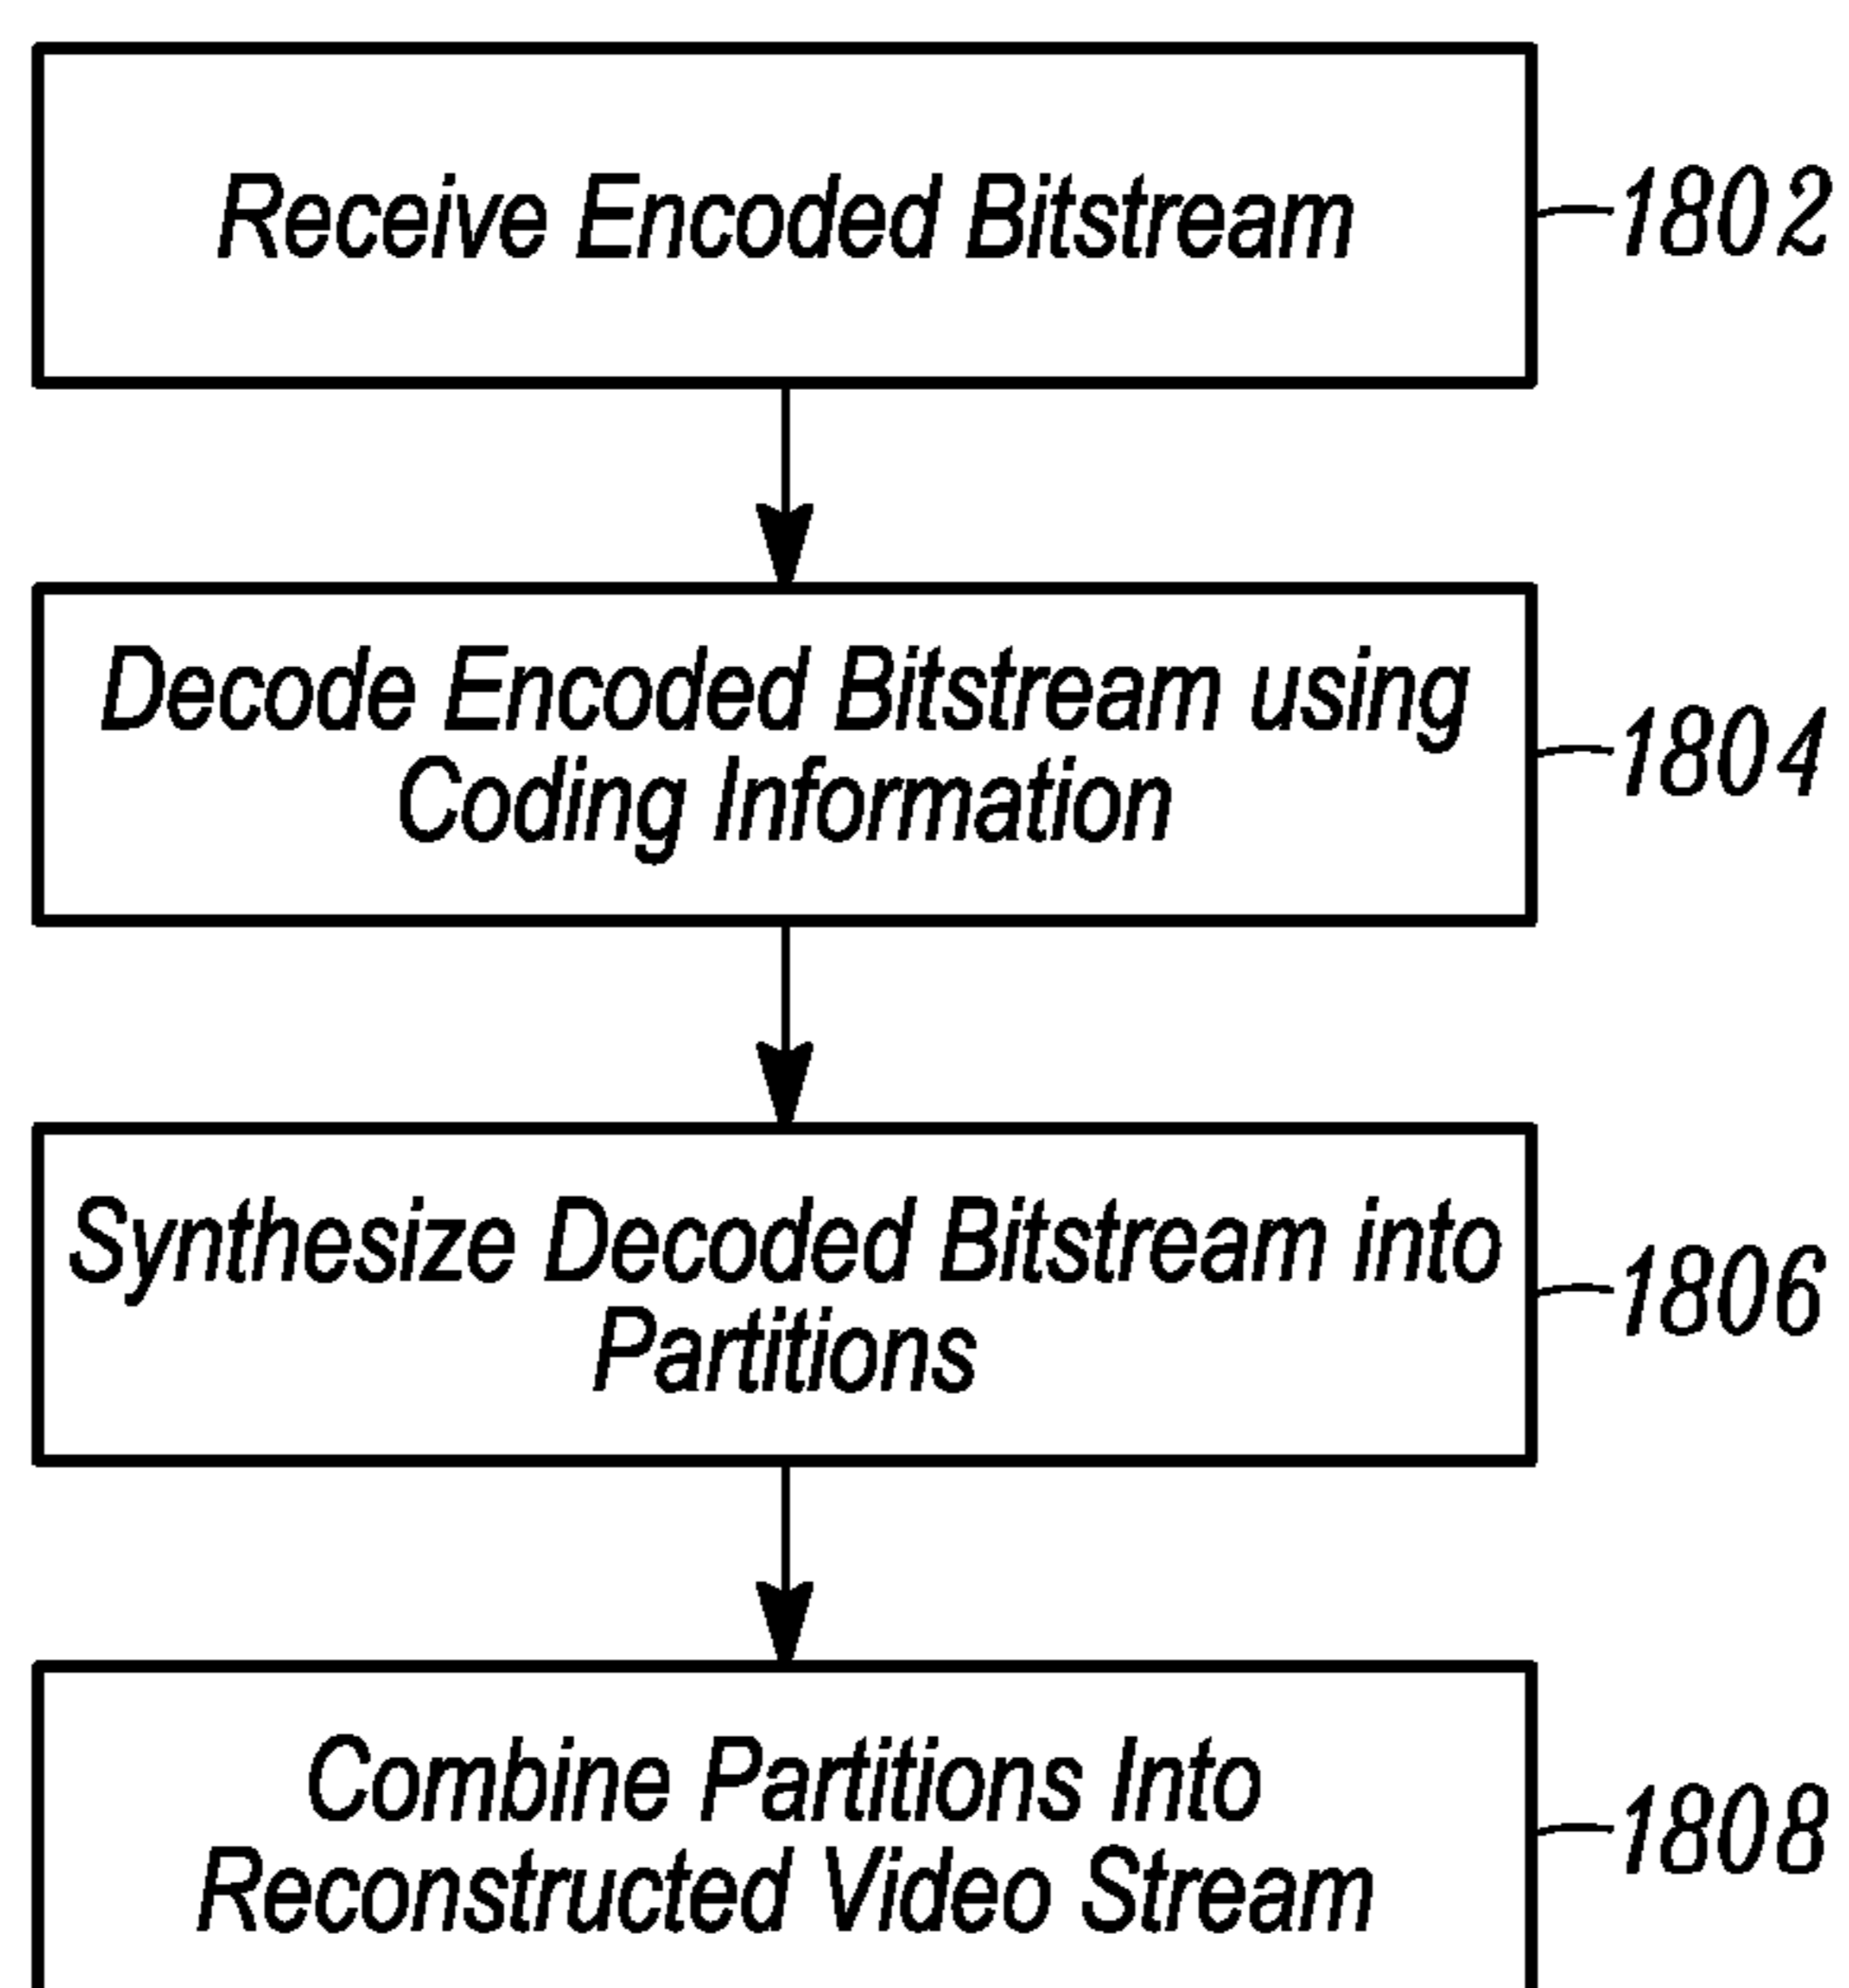 Receive Encoded Bitstream
1802
Decode Encoded Bitstream using
Coding Information
1804
Synthesize Decoded Bitstream into
Partitions
1806
Combine Partitions Into
Reconstructed Video Stream
1808